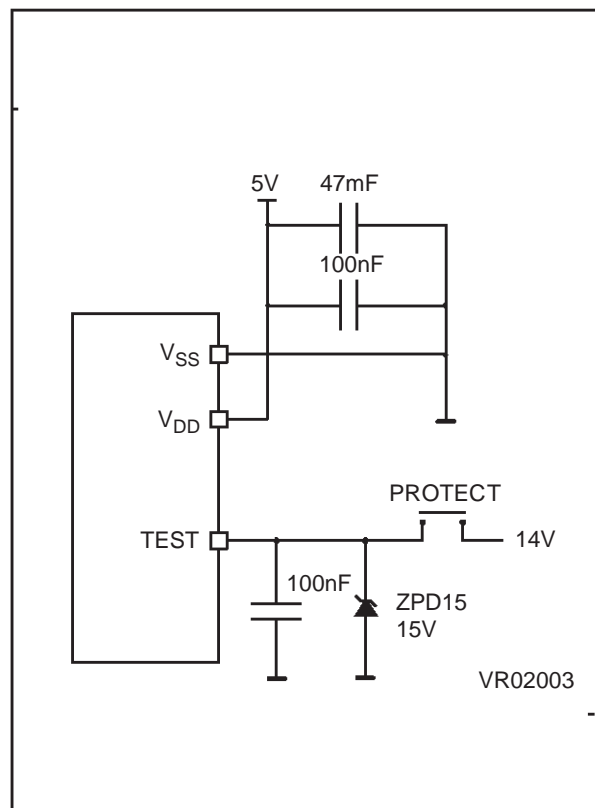 5V
47mF
100nF
VSS
VDD
PROTECT
TEST
14V
100nF
ZPD15
15V
VR02003